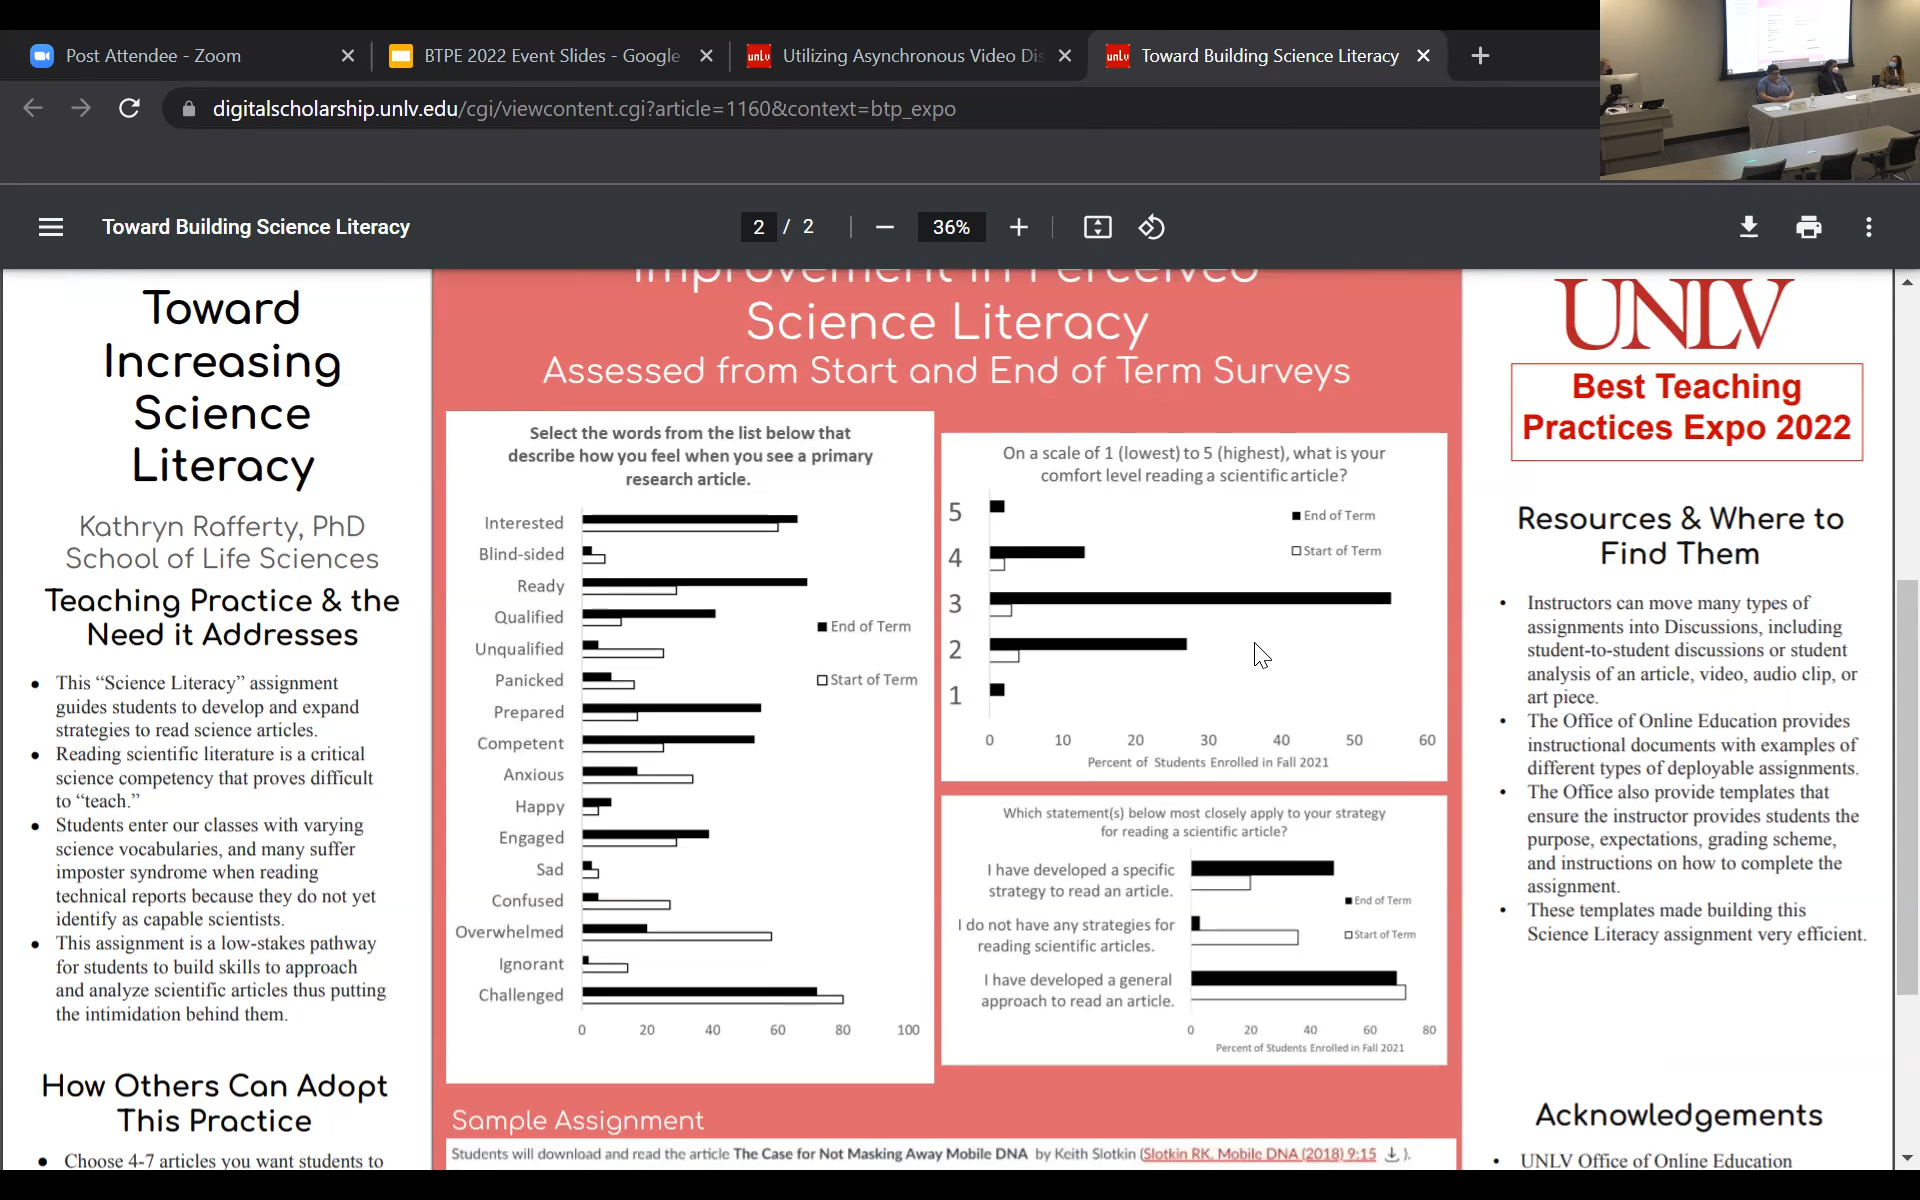 Post Attendee - Zoom
BTPE 2022 Event Slides - Google
unlv
Utilizing Asynchronous Video Dis
unlv
Toward Building Science Literacy
digitalscholarship.unlv.edu/cgi/viewcontent.cgi?article=1160&context=btp_expo
Toward Building Science Literacy
2 / 2
36%
Toward
Increasing
Science
Literacy
Kathryn Rafferty, PhD
School of Life Sciences
Teaching Practice & the
Need it Addresses
• This “Science Literacy” assignment
guides students to develop and expand
strategies to read science articles.
• Reading scientific literature is a critical
science competency that proves difficult
to “teach.”
• Students enter our classes with varying
science vocabularies, and many suffer
imposter syndrome when reading
technical reports because they do not yet
identify as capable scientists.
• This assignment is a low-stakes pathway
for students to build skills to approach
and analyze scientific articles thus putting
the intimidation behind them.
How Others Can Adopt
This Practice
• Choose 4-7 articles you want students to
Improvement in Perceived
Science Literacy
Assessed from Start and End of Term Surveys
Select the words from the list below that
describe how you feel when you see a primary
research article.
Interested
Blind-sided
Ready
Qualified
Unqualified
Panicked
Prepared
Competent
Anxious
Happy
Engaged
Sad
Confused
Overwhelmed
Ignorant
Challenged
0 20 40 60 80 100
End of Term
Start of Term
On a scale of 1 (lowest) to 5 (highest), what is your
comfort level reading a scientific article?
5
4
3
2
1
End of Term
Start of Term
0 10 20 30 40 50 60
Percent of Students Enrolled in Fall 2021
Which statement(s) below most closely apply to your strategy
for reading a scientific article?
I have developed a specific
strategy to read an article.
I do not have any strategies for
reading scientific articles.
I have developed a general
approach to read an article.
End of Term
Start of Term
0 20 40 60 80
Percent of Students Enrolled in Fall 2021
Sample Assignment
Students will download and read the article The Case for Not Masking Away Mobile DNA by Keith Slotkin (Slotkin RK. Mobile DNA (2018) 9:15 ).
UNLV
Best Teaching
Practices Expo 2022
Resources & Where to
Find Them
• Instructors can move many types of
assignments into Discussions, including
student-to-student discussions or student
analysis of an article, video, audio clip, or
art piece.
• The Office of Online Education provides
instructional documents with examples of
different types of deployable assignments.
• The Office also provide templates that
ensure the instructor provides students the
purpose, expectations, grading scheme,
and instructions on how to complete the
assignment.
• These templates made building this
Science Literacy assignment very efficient.
Acknowledgements
• UNLV Office of Online Education